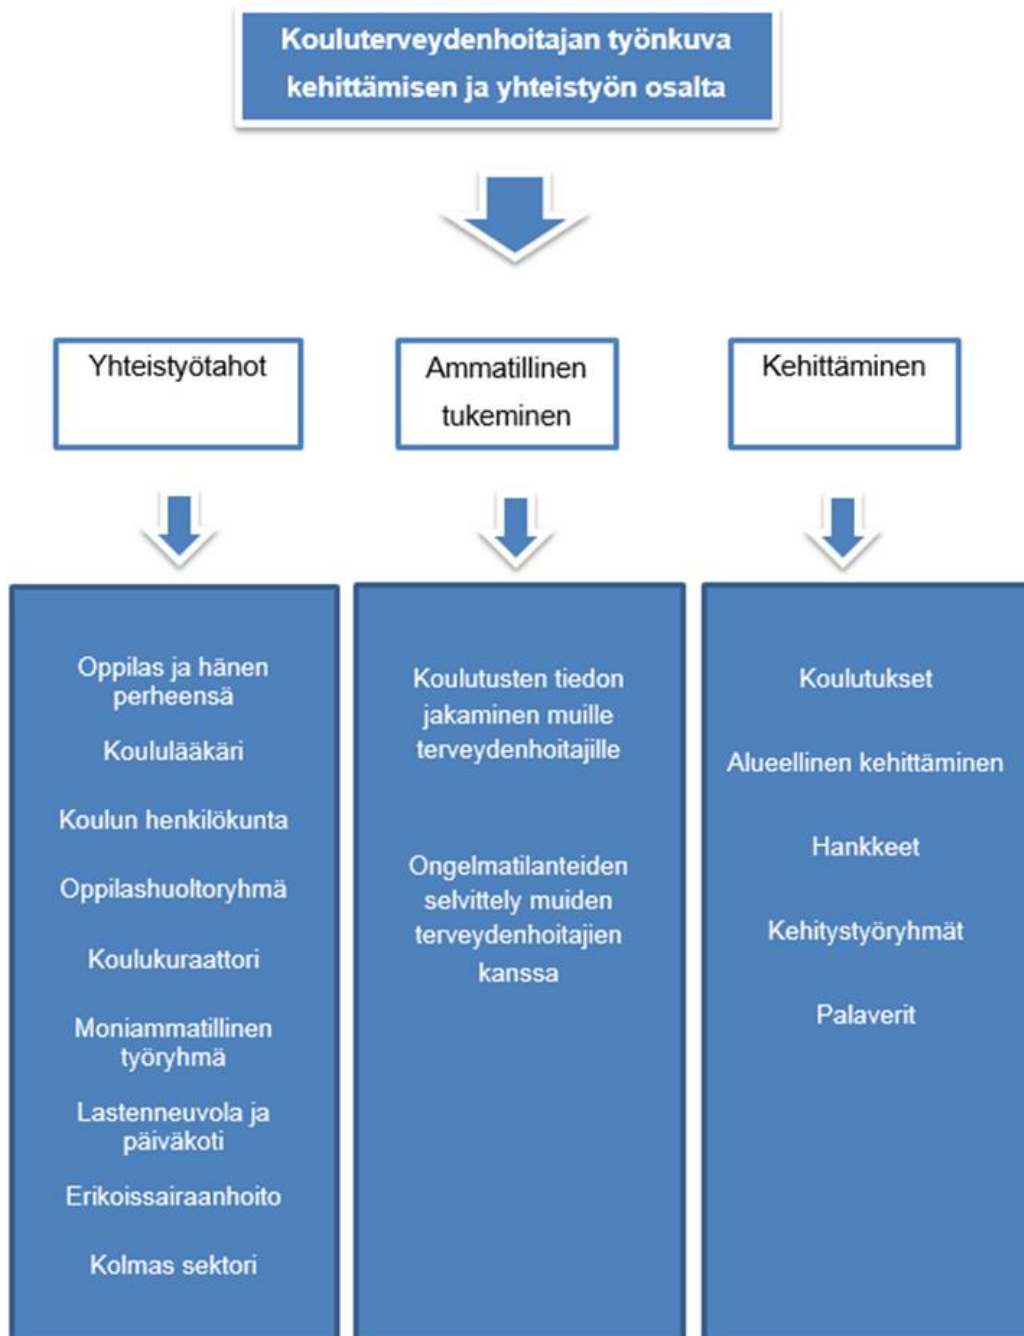 Kouluterveydenhoitajan työnkuva
kehittämisen ja yhteistyön osalta
Yhteistyötahot
Ammatillinen
tukeminen
Kehittäminen
Oppilas ja hänen
perheensä
Koululääkäri
Koulun henkilökunta
Oppilashuoltoryhmä
Koulukuraattori
Moniammatillinen
työryhmä
Lastenneuvola ja
päiväkoti
Erikoissairaanhoito
Kolmas sektori
Koulutusten tiedon
jakaminen muille
terveydenhoitajille
Ongelmatilanteiden
selvittely muiden
terveydenhoitajien
kanssa
Koulutukset
Alueellinen kehittäminen
Hankkeet
Kehitystyöryhmät
Palaverit